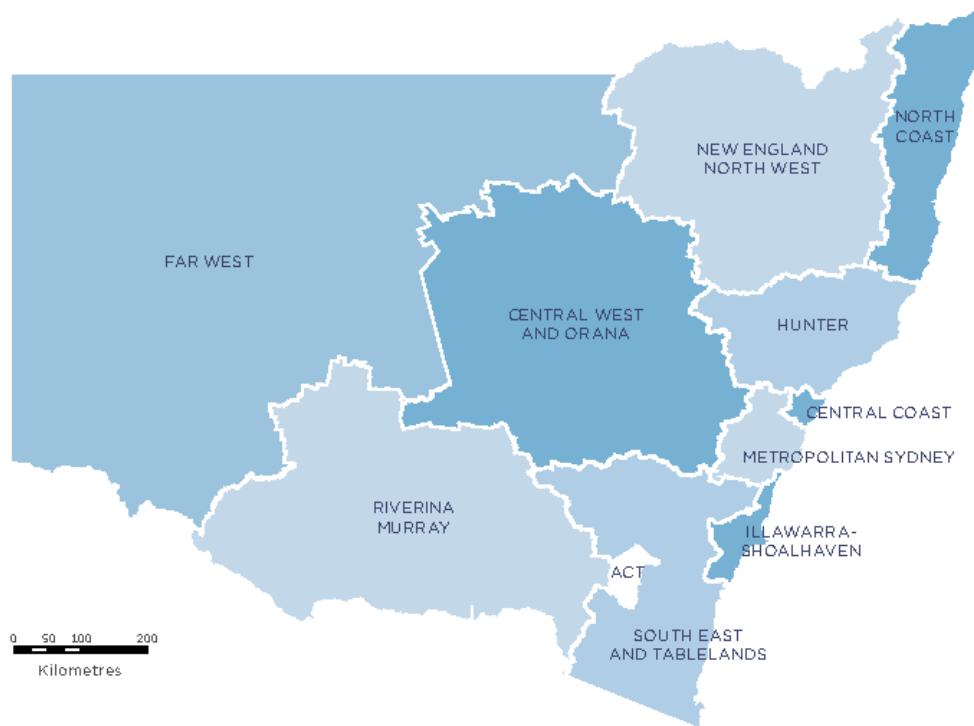 NORTH
COAST
NEW ENGLAND
NORTH WEST
FAR WEST
CENTRAL WEST
AND ORANA
HUNTER
CENTRAL COAST
METROPOLITAN SYDNEY
RIVERINA
MURRAY
ILLAWARRA-
SHOALHAVEN
ACT
SOUTH EAST
AND TABLELANDS
0 50 100 200
Kilometres